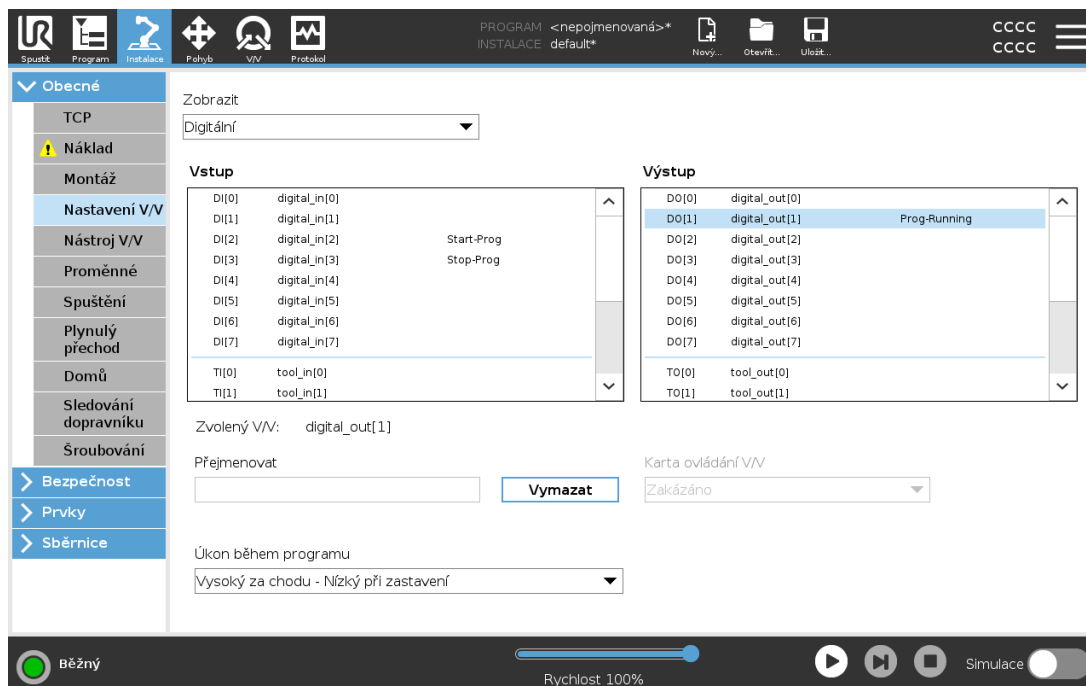 UR
PROGRAM <nepojmenovaná>*
INSTALACE default*
CCCC
CCCC
Spustit Program Instalace Pohyb V/V Protokol Nový... Otevřít... Uložit...
Obecné
TCP
Náklad
Montáž
Nastavení V/V
Nástroj V/V
Proměnné
Spuštění
Plynulý
přechod
Domů
Sledování
dopravníku
Šroubování
Bezpečnost
Prvky
Sběrnice
Zobrazit
Digitální
Vstup
DI[0] digital_in[0]
DI[1] digital_in[1]
DI[2] digital_in[2] Start-Prog
DI[3] digital_in[3] Stop-Prog
DI[4] digital_in[4]
DI[5] digital_in[5]
DI[6] digital_in[6]
DI[7] digital_in[7]
TI[0] tool_in[0]
TI[1] tool_in[1]
Výstup
DO[0] digital_out[0]
DO[1] digital_out[1] Prog-Running
DO[2] digital_out[2]
DO[3] digital_out[3]
DO[4] digital_out[4]
DO[5] digital_out[5]
DO[6] digital_out[6]
DO[7] digital_out[7]
TO[0] tool_out[0]
TO[1] tool_out[1]
Zvolený V/V: digital_out[1]
Přejmenovat
Vymazat
Karta ovládání V/V
Zakázáno
Úkon během programu
Vysoký za chodu - Nízký při zastavení
Běžný
Rychlost 100%
Simulace